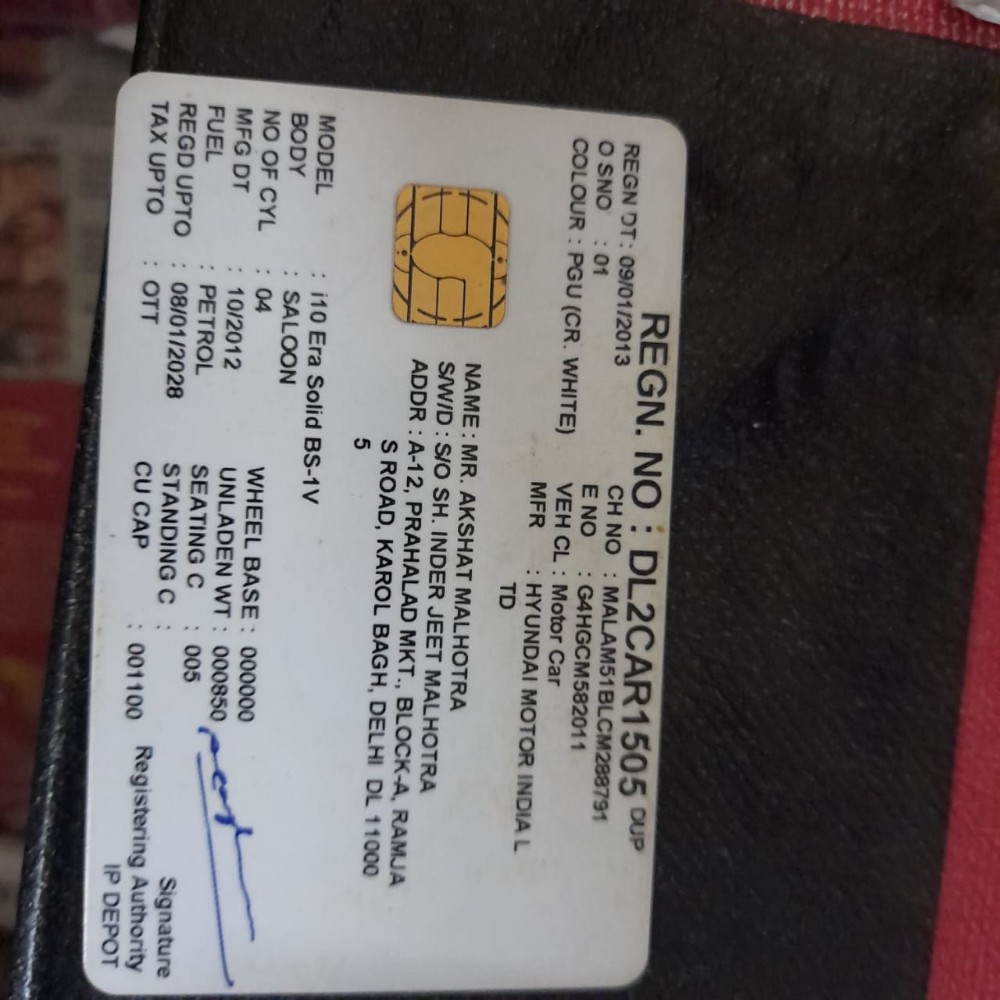 REGN. NO : DL2CAR1505 DUP
REGN DT : 09/01/2013 CH NO : MALAM51BLCM288791
O SNO : 01 E NO : G4HGCM582011
COLOUR : PGU (CR. WHITE) VEH CL : Motor Car
MFR : HYUNDAI MOTOR INDIA L
TD
NAME : MR. AKSHAT MALHOTRA
S/W/D : S/O SH. INDER JEET MALHOTRA
ADDR : A-12, PRAHALAD MKT., BLOCK-A, RAMJA
S ROAD, KAROL BAGH, DELHI DL 11000
5
MODEL : i10 Era Solid BS-1V
BODY : SALOON WHEEL BASE : 000000
NO OF CYL : 04 UNLADEN WT : 000850
MFG DT : 10/2012 SEATING C : 005
FUEL : PETROL STANDING C :
REGD UPTO : 08/01/2028 CU CAP : 001100
TAX UPTO : OTT
Signature
Registering Authority
IP DEPOT